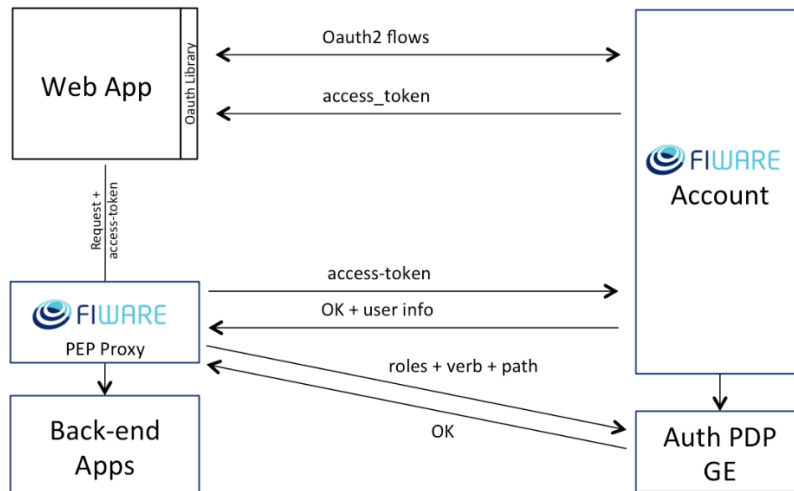 Oauth2 flows
Web App
Oauth Library
access_token
FIWARE
Account
Request +
access-token
access-token
FIWARE
OK + user info
PEP Proxy
roles + verb + path
OK
Back-end
Apps
Auth PDP
GE